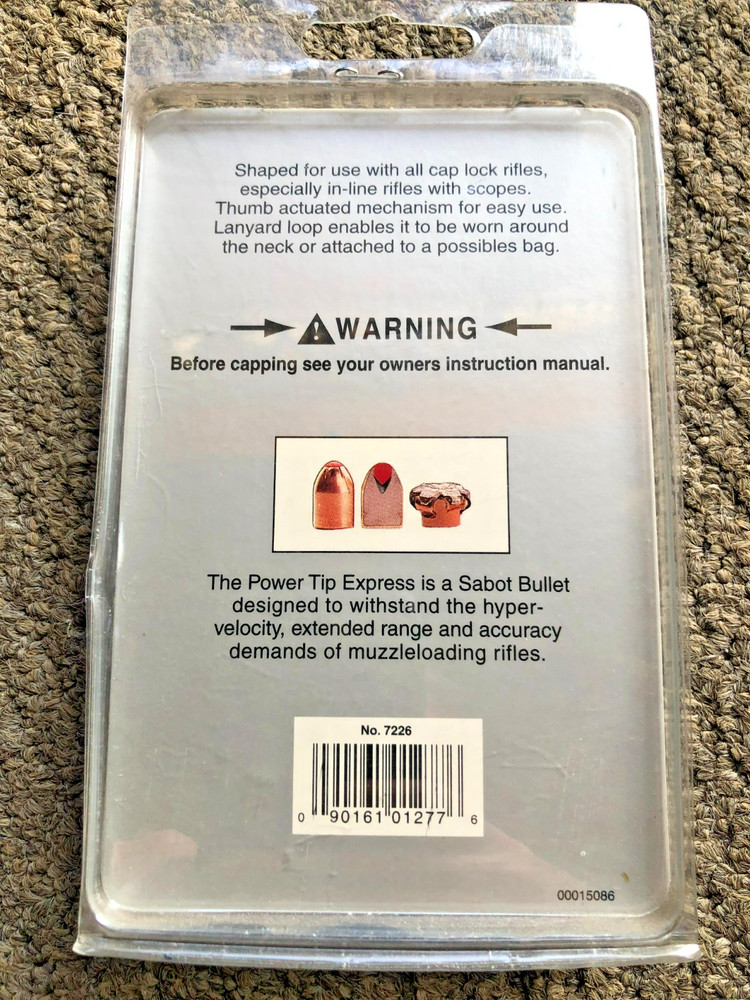 Shaped for use with all cap lock rifles,
especially in-line rifles with scopes.
Thumb actuated mechanism for easy use.
Lanyard loop enables it to be worn around
the neck or attached to a possibles bag.
WARNING
Before capping see your owners instruction manual.
The Power Tip Express is a Sabot Bullet
designed to withstand the hyper-
velocity, extended range and accuracy
demands of muzzleloading rifles.
No. 7226
0 90161 01277 6
00015086